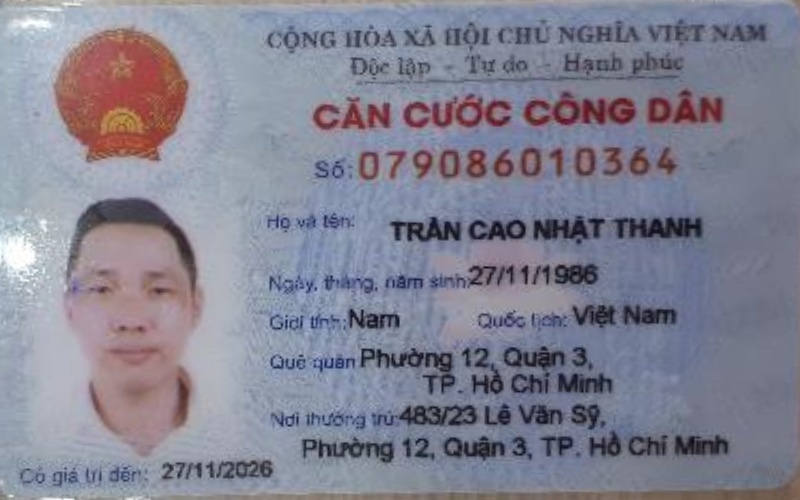 CỘNG HÒA XÃ HỘI CHỦ NGHĨA VIỆT NAM
Độc lập - Tự do - Hạnh phúc
CĂN CƯỚC CÔNG DÂN
Số: 079086010364
Họ và tên: TRẦN CAO NHẬT THANH
Ngày, tháng, năm sinh: 27/11/1986
Giới tính: Nam Quốc tịch: Việt Nam
Quê quán Phường 12, Quận 3,
TP. Hồ Chí Minh
Nơi thường trú: 483/23 Lê Văn Sỹ,
Phường 12, Quận 3, TP. Hồ Chí Minh
Có giá trị đến: 27/11/2026